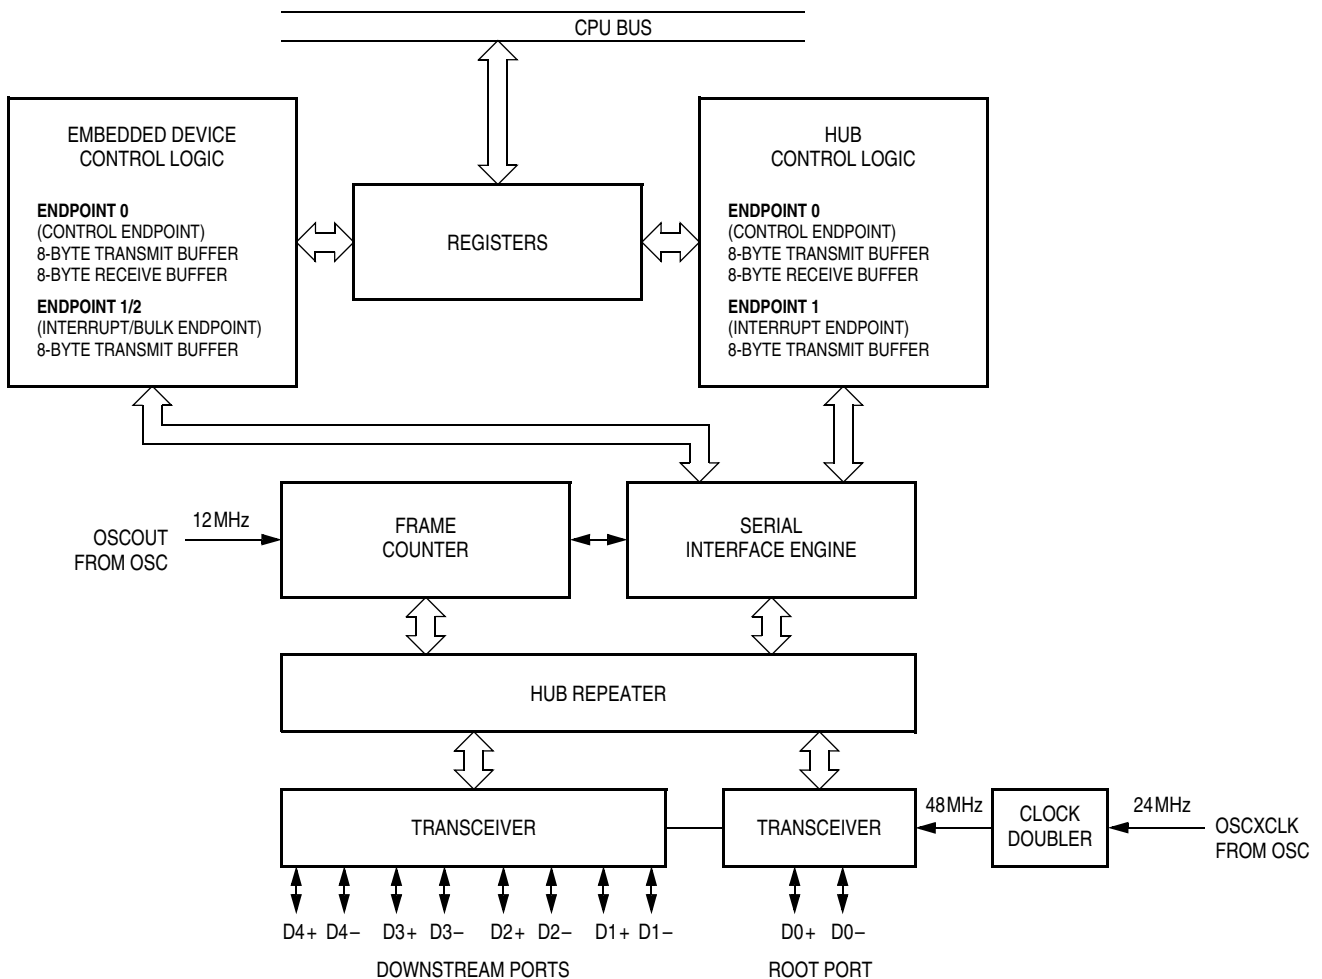 CPU BUS
EMBEDDED DEVICE
CONTROL LOGIC
ENDPOINT 0
(CONTROL ENDPOINT)
8-BYTE TRANSMIT BUFFER
8-BYTE RECEIVE BUFFER
ENDPOINT 1/2
(INTERRUPT/BULK ENDPOINT)
8-BYTE TRANSMIT BUFFER
REGISTERS
HUB
CONTROL LOGIC
ENDPOINT 0
(CONTROL ENDPOINT)
8-BYTE TRANSMIT BUFFER
8-BYTE RECEIVE BUFFER
ENDPOINT 1
(INTERRUPT ENDPOINT)
8-BYTE TRANSMIT BUFFER
OSCOUT
FROM OSC
12MHz
FRAME
COUNTER
SERIAL
INTERFACE ENGINE
HUB REPEATER
TRANSCEIVER
TRANSCEIVER
48MHz
CLOCK
DOUBLER
24MHz
OSCXCLK
FROM OSC
D4+ D4– D3+ D3– D2+ D2– D1+ D1–
D0+ D0–
DOWNSTREAM PORTS
ROOT PORT